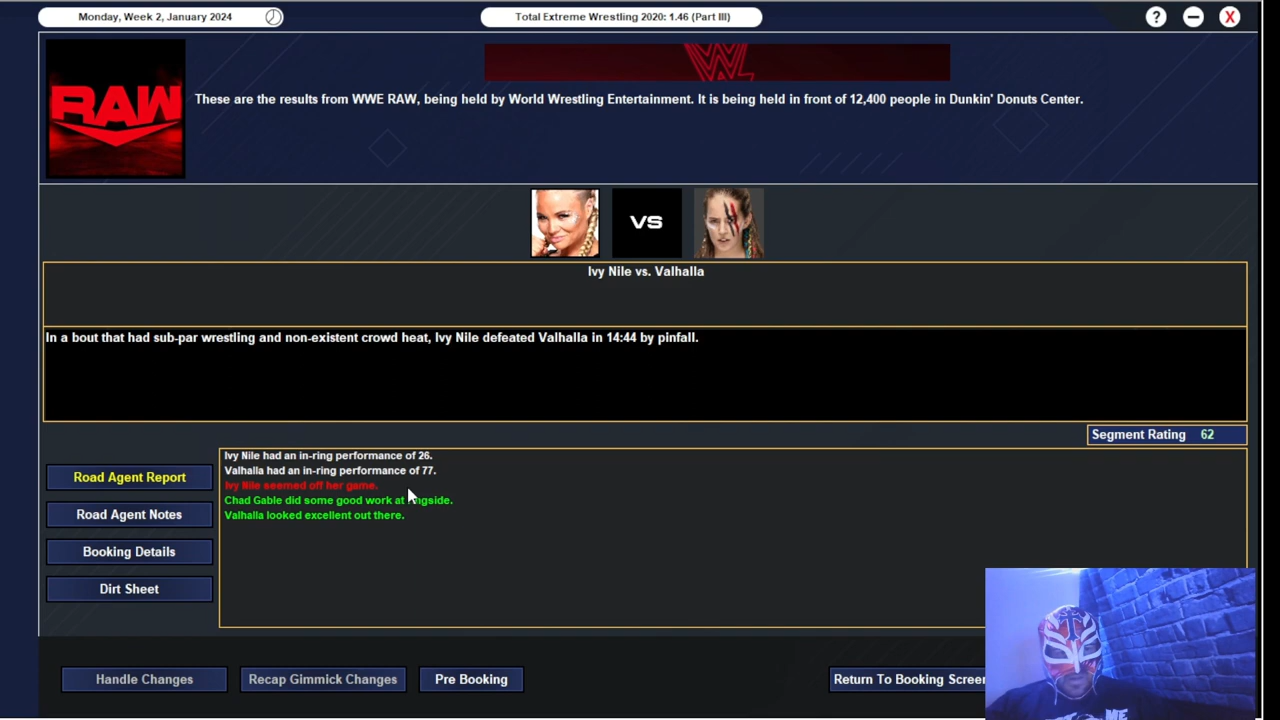 Monday, Week 2, January 2024
Total Extreme Wrestling 2020: 1.46 (Part III)
?
X
RAW
These are the results from WWE RAW, being held by World Wrestling Entertainment. It is being held in front of 12,400 people in Dunkin' Donuts Center.
VS
Ivy Nile vs. Valhalla
In a bout that had sub-par wrestling and non-existent crowd heat, Ivy Nile defeated Valhalla in 14:44 by pinfall.
Segment Rating 62
Ivy Nile had an in-ring performance of 26.
Valhalla had an in-ring performance of 77.
Ivy Nile seemed off her game.
Chad Gable did some good work at ringside.
Valhalla looked excellent out there.
Road Agent Report
Road Agent Notes
Booking Details
Dirt Sheet
Handle Changes
Recap Gimmick Changes
Pre Booking
Return To Booking Screen